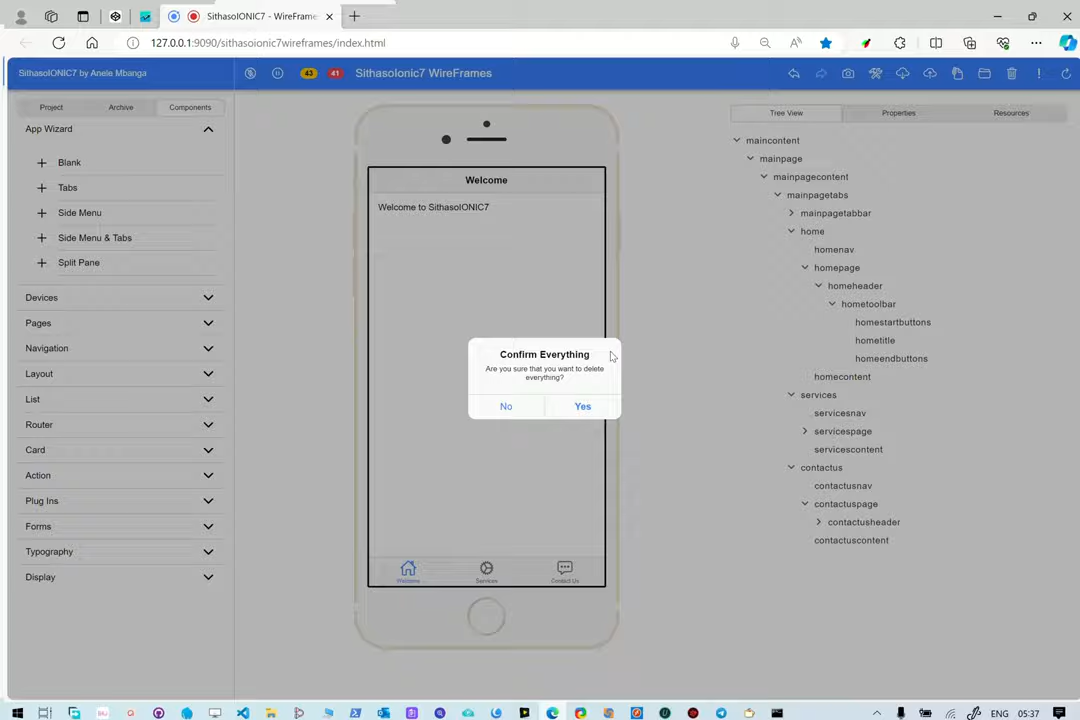 SithasoIONIC7 - WireFrame
127.0.0.1:9090/sithasoionic7wireframes/index.html
SithasoIONIC7 by Anele Mbanga
43
41
SithasoIonic7 WireFrames
Project
Archive
Components
App Wizard
Blank
Tabs
Side Menu
Side Menu & Tabs
Split Pane
Devices
Pages
Navigation
Layout
List
Router
Card
Action
Plug Ins
Forms
Typography
Display
Welcome
Welcome to SithasoIONIC7
Confirm Everything
Are you sure that you want to delete
everything?
No
Yes
Welcome
Services
Contact Us
Tree View
Properties
Resources
maincontent
mainpage
mainpagecontent
mainpagetabs
mainpagetabbar
home
homenav
homepage
homeheader
hometoolbar
homestartbuttons
hometitle
homeendbuttons
homecontent
services
servicesnav
servicespage
servicescontent
contactus
contactusnav
contactuspage
contactusheader
contactuscontent
ENG
05:37